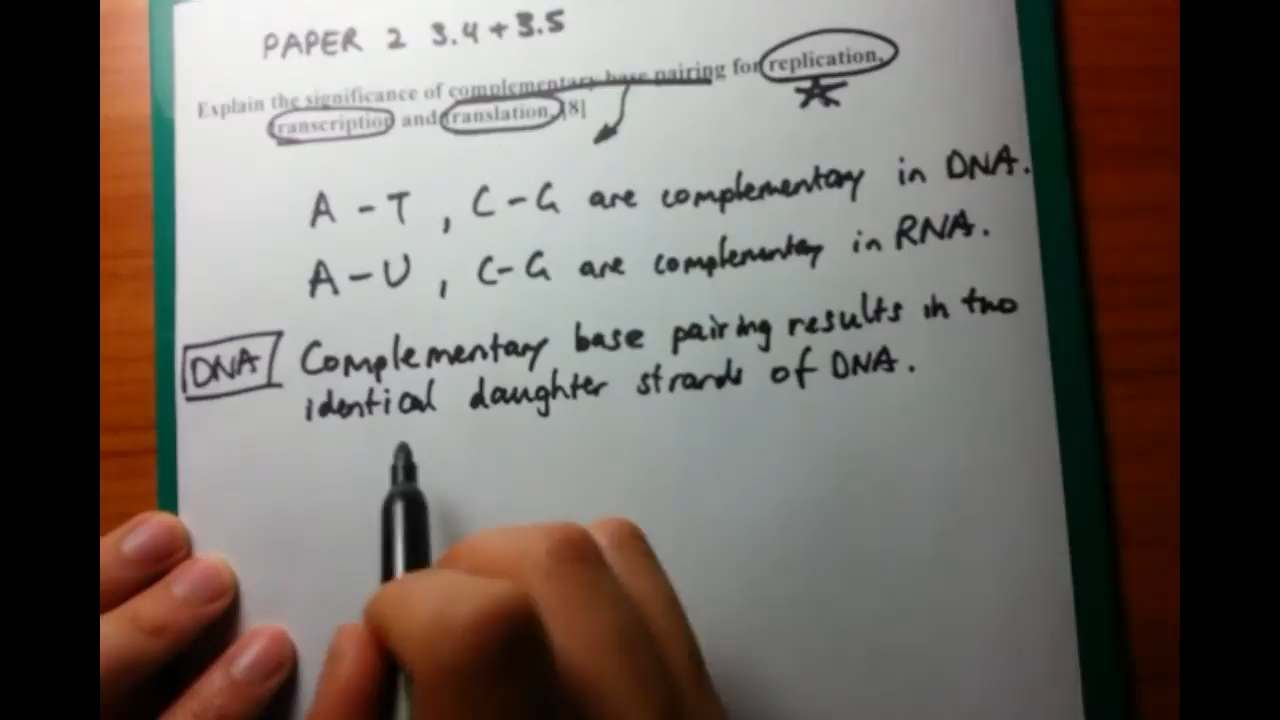 PAPER 2 3.4 + 3.5
Explain the significance of complementary base pairing for replication,
transcription and translation. [8]
A - T , C - G are complementary in DNA.
A - U , C - G are complementary in RNA.
DNA Complementary base pairing results in two
identical daughter strands of DNA.